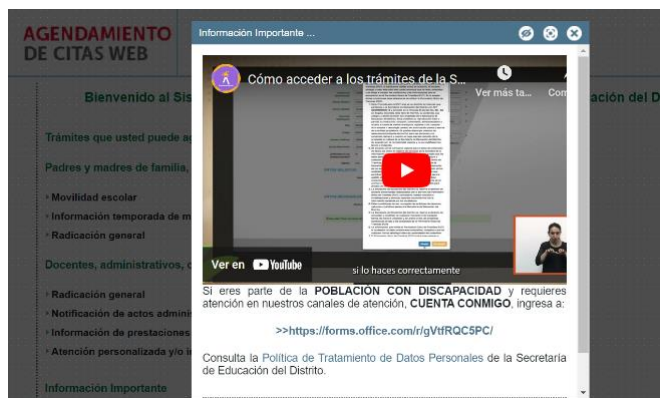 AGENDAMIENTO
DE CITAS WEB
Bienvenido al Sis
ación del D
Trámites que usted puede ag
Padres y madres de familia,
Movilidad escolar
Información temporada de m
Radicación general
Docentes, administrativos, c
Radicación general
Notificación de actos adminis
Información de prestaciones
Atención personalizada y/o i
Información Importante
Información Importante ...
Cómo acceder a los trámites de la S...
Ver más ta...
Com
Ver en YouTube
si lo haces correctamente
Si eres parte de la POBLACIÓN CON DISCAPACIDAD y requieres
atención en nuestros canales de atención, CUENTA CONMIGO, ingresa a:
>>https://forms.office.com/r/gVtfRQC5PC/
Consulta la Política de Tratamiento de Datos Personales de la Secretaría
de Educación del Distrito.